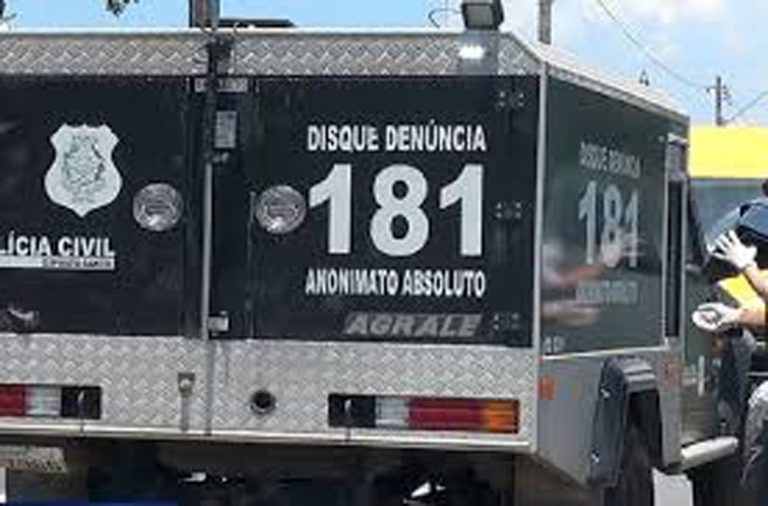 LÍCIA CIVIL
DISQUE DENÚNCIA
181
ANONIMATO ABSOLUTO
AGRALE
DISQUE DENÚNCIA
181